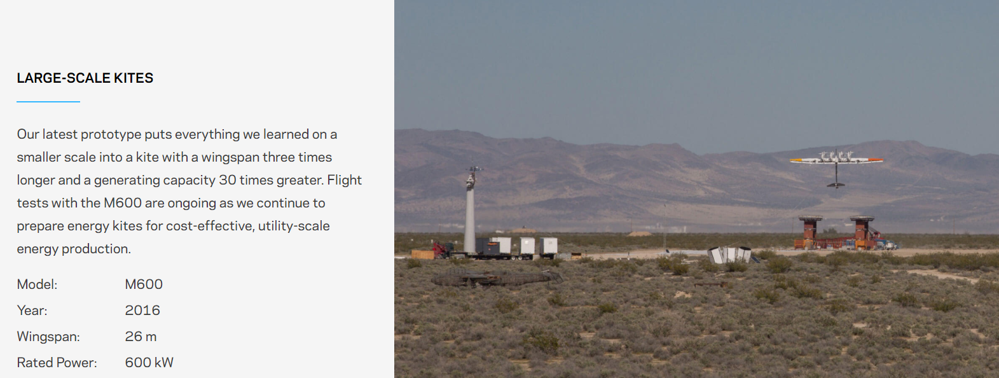 LARGE-SCALE KITES
Our latest prototype puts everything we learned on a
smaller scale into a kite with a wingspan three times
longer and a generating capacity 30 times greater. Flight
tests with the M600 are ongoing as we continue to
prepare energy kites for cost-effective, utility-scale
energy production.
Model: M600
Year: 2016
Wingspan: 26 m
Rated Power: 600 kW